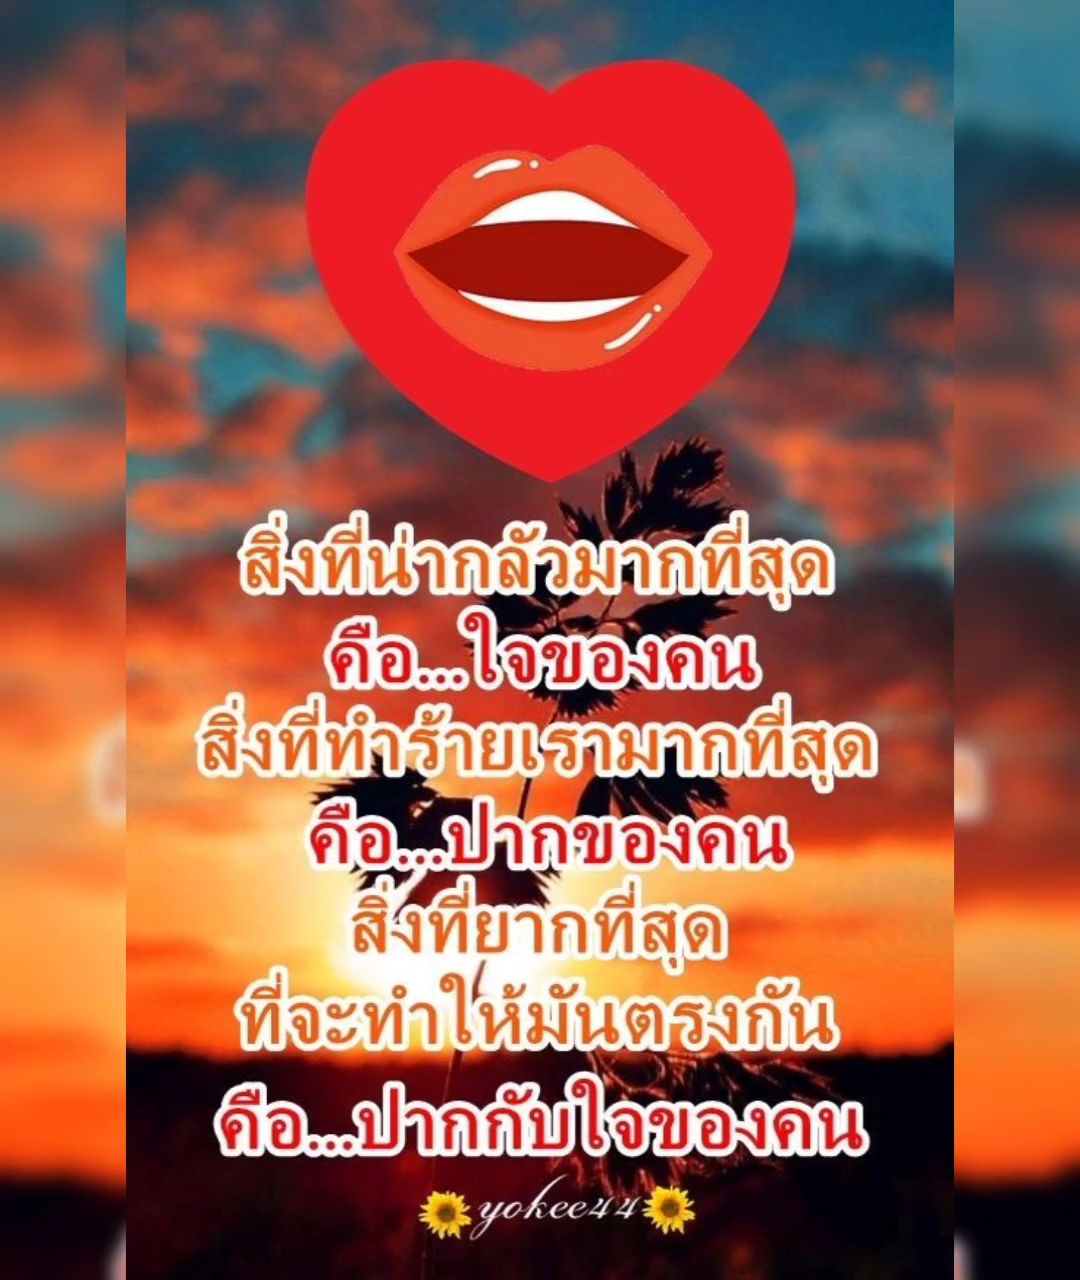 สิ่งที่น่ากลัวมากที่สุด
คือ...ใจของคน
สิ่งที่ทำร้ายเรามากที่สุด
คือ...ปากของคน
สิ่งที่ยากที่สุด
ที่จะทำให้มันตรงกัน
คือ...ปากกับใจของคน
yokee44